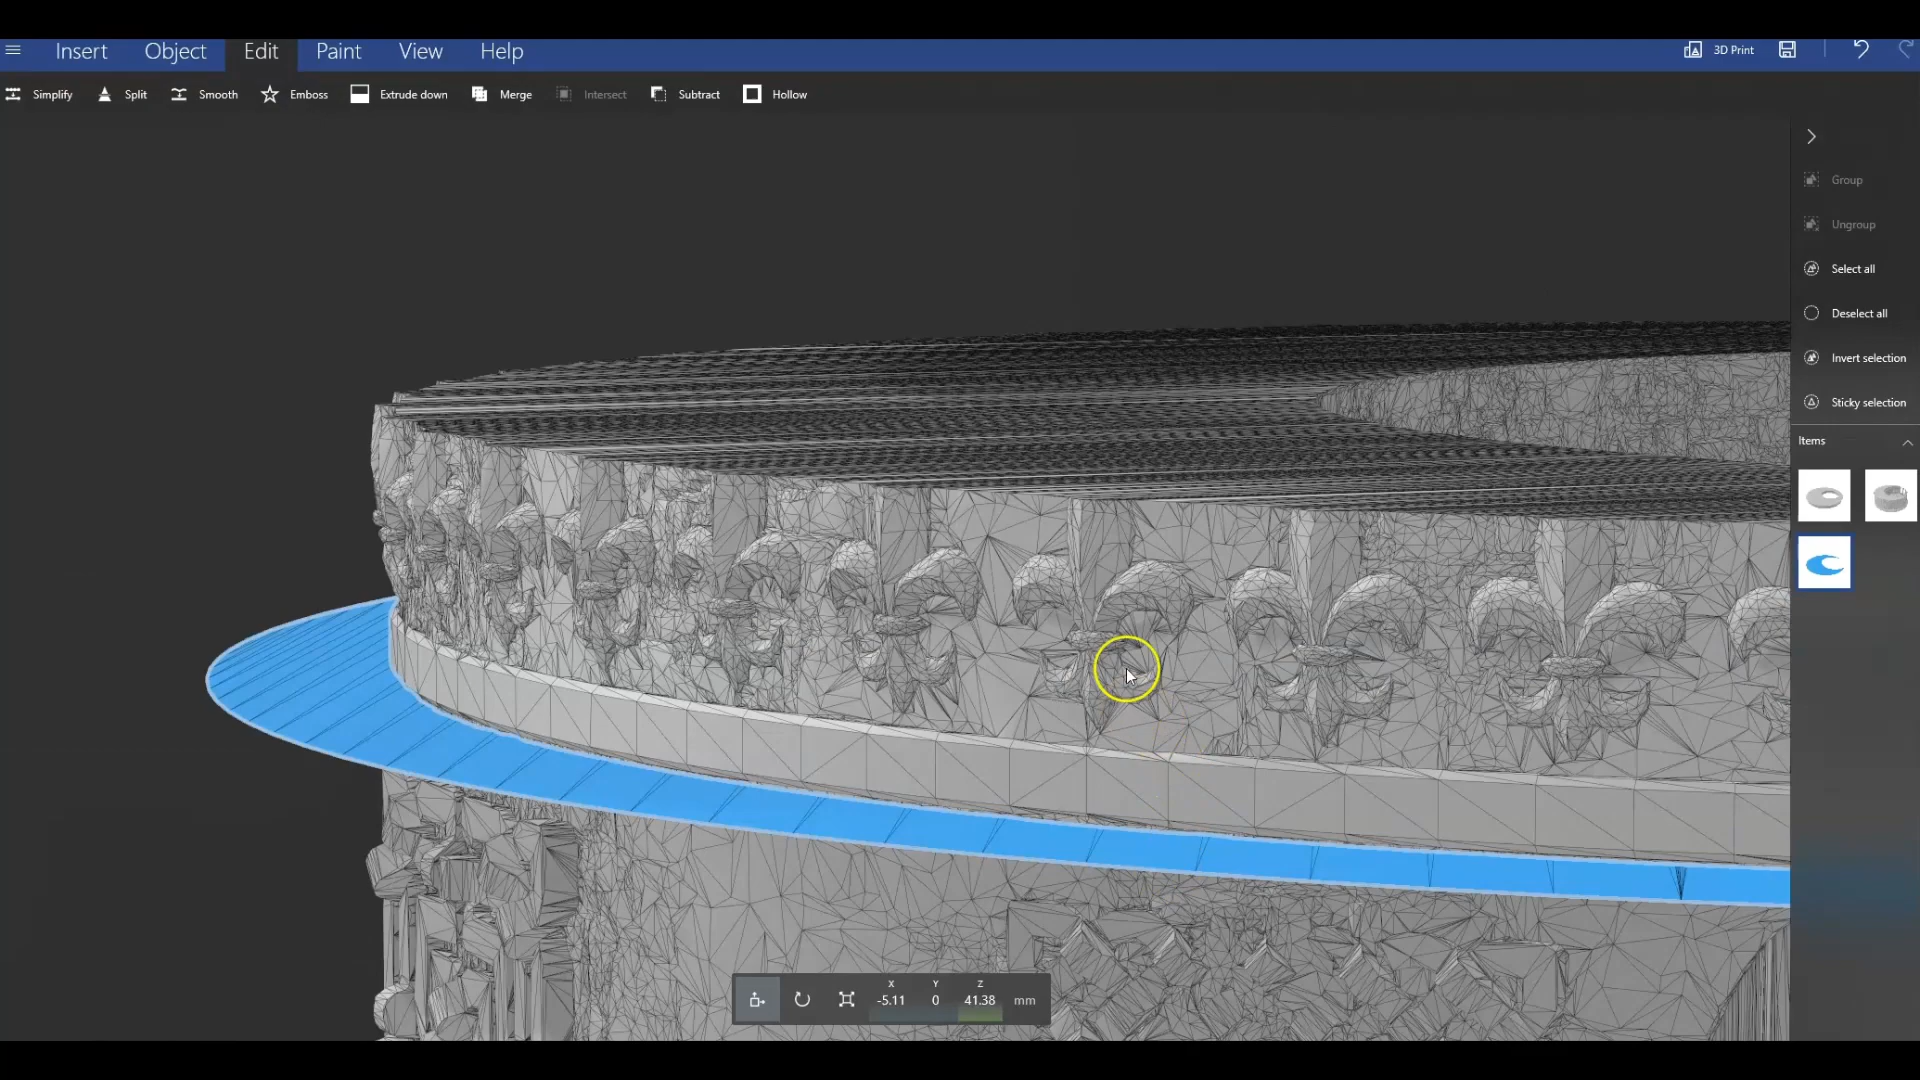 Insert Object Edit Paint View Help 3D Print
Simplify Split Smooth Emboss Extrude down Merge Intersect Subtract Hollow
Group
Ungroup
Select all
Deselect all
Invert selection
Sticky selection
Items
X Y Z
-5.11 0 41.38 mm